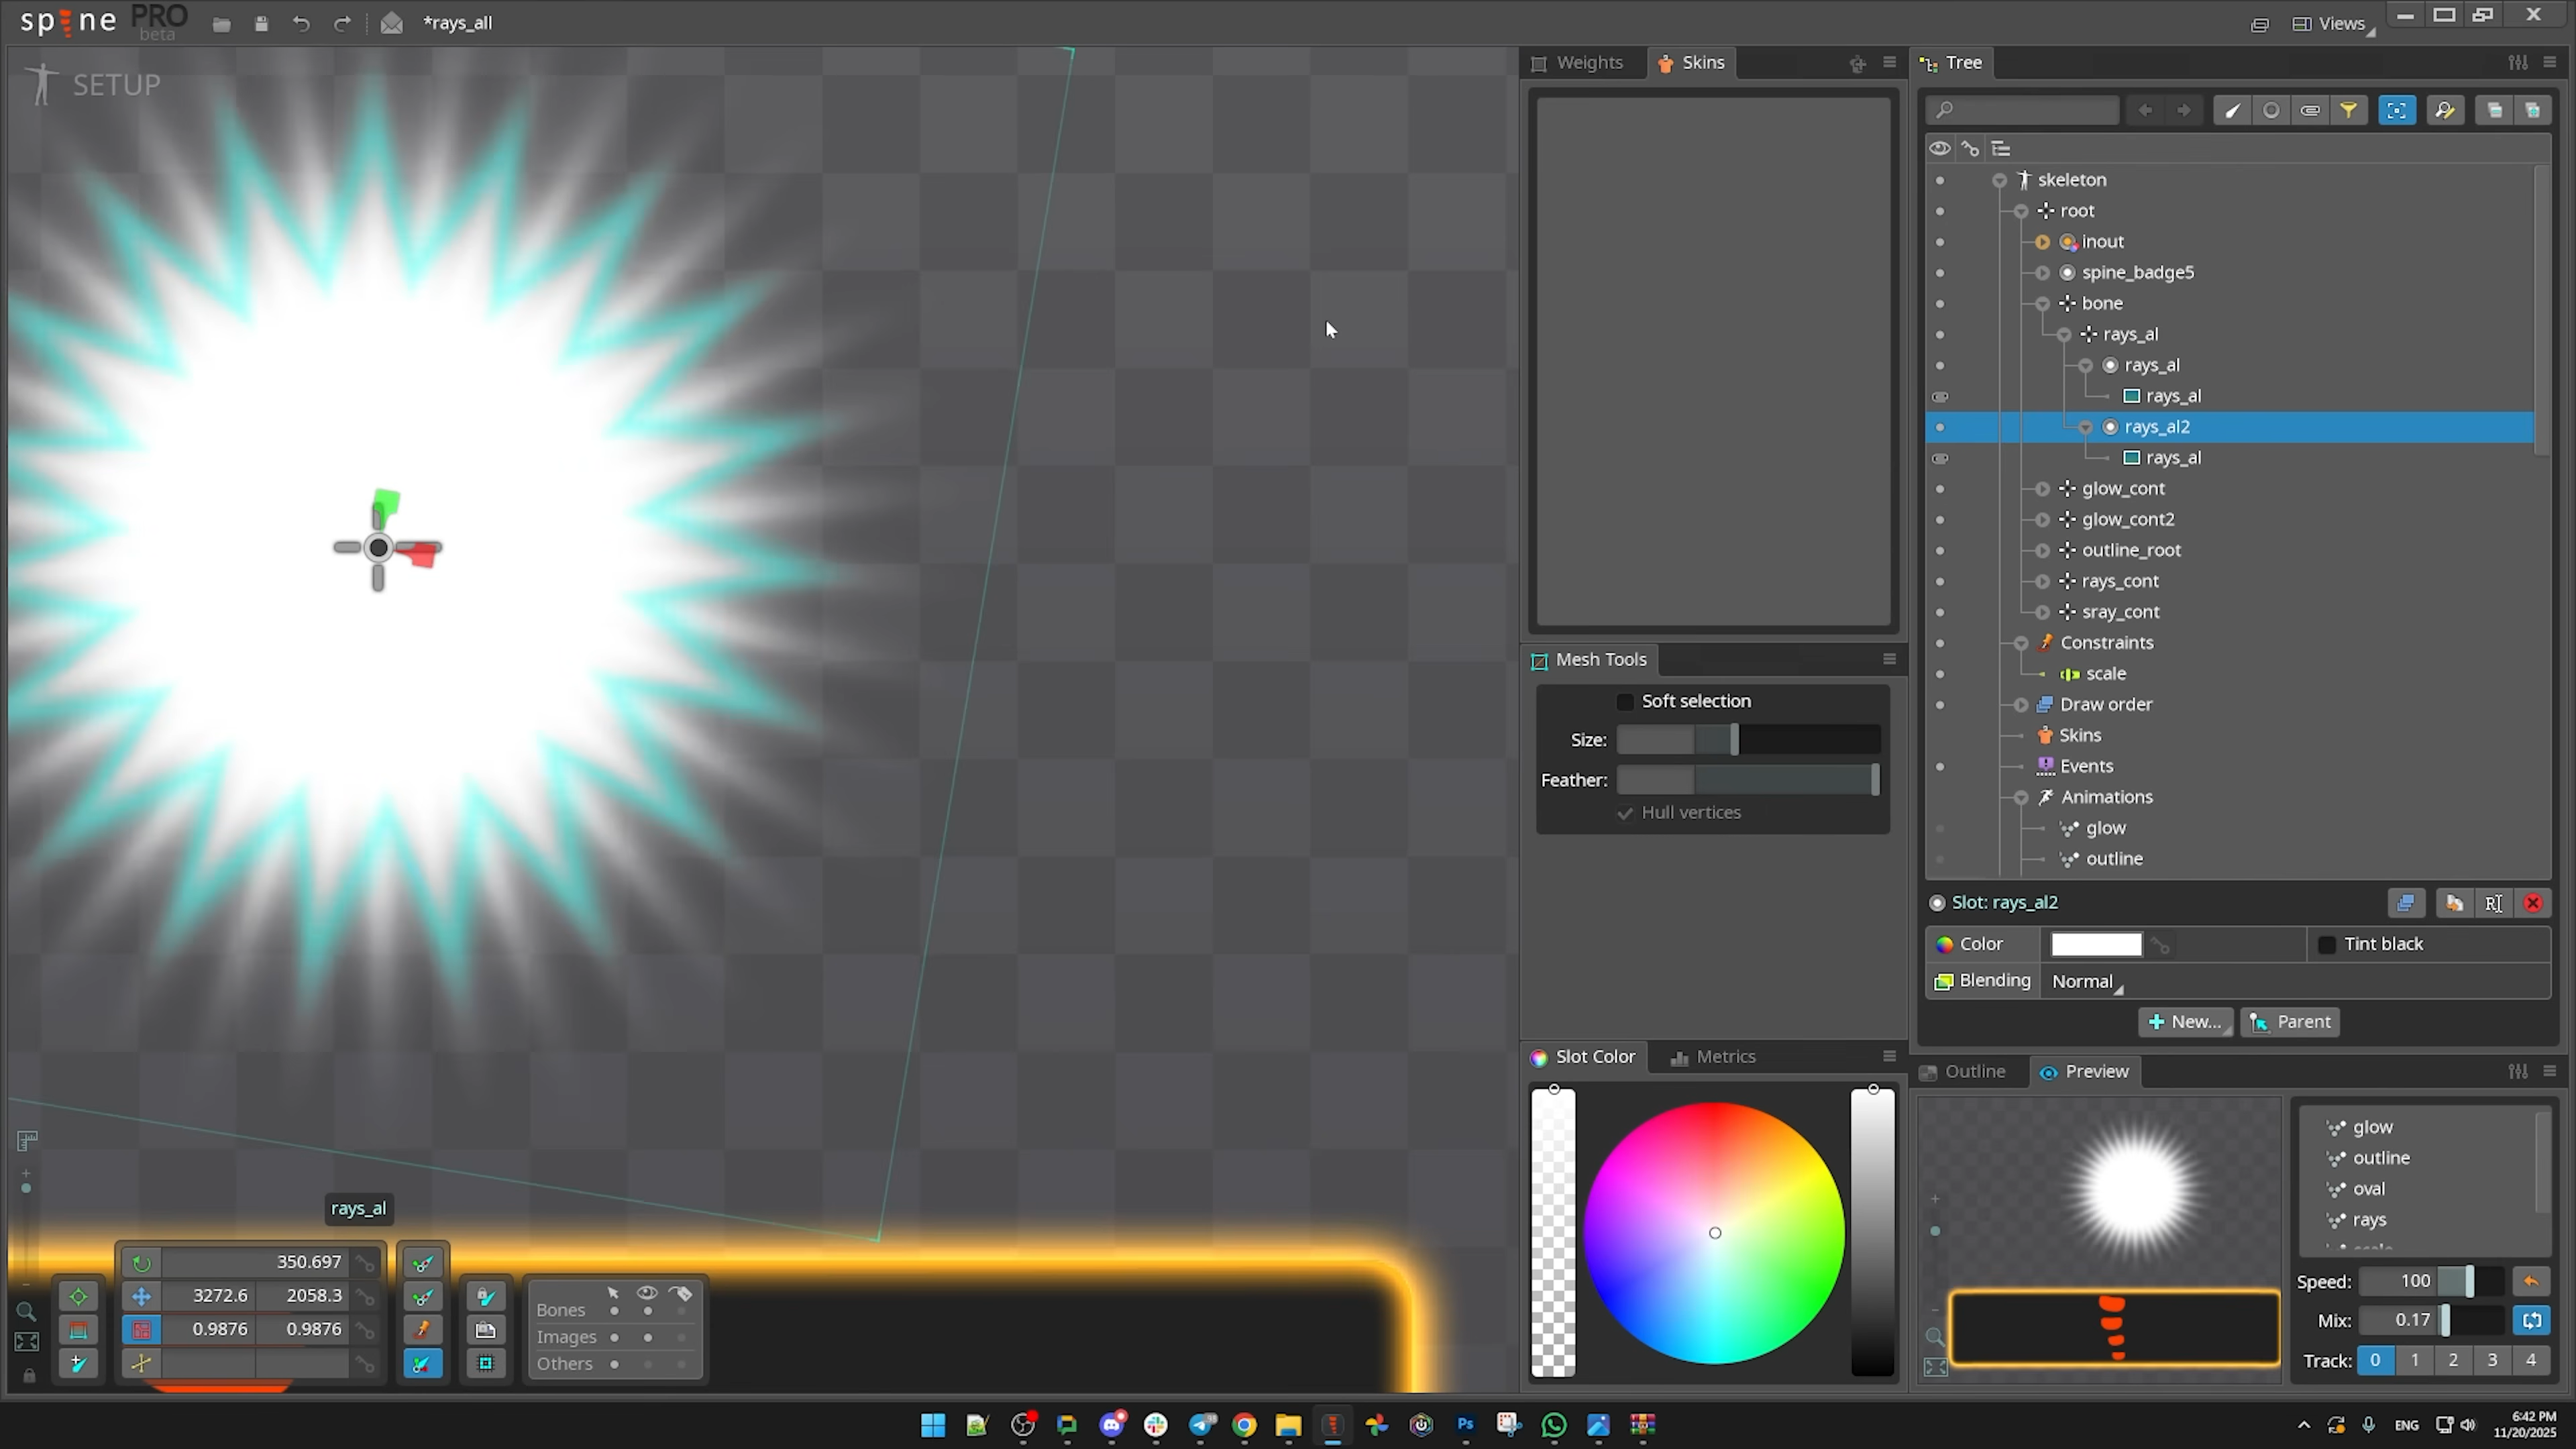 spine PRO
beta
*rays_all
Views
SETUP
Weights
Skins
Tree
skeleton
root
inout
spine_badge5
bone
rays_al
rays_al
rays_al
rays_al2
rays_al
glow_cont
glow_cont2
outline_root
rays_cont
sray_cont
Constraints
scale
Draw order
Skins
Events
Animations
glow
outline
Mesh Tools
Soft selection
Size:
Feather:
Hull vertices
Slot: rays_al2
Color
Tint black
Blending
Normal
New...
Parent
Slot Color
Metrics
Outline
Preview
glow
outline
oval
rays
Speed:
100
Mix:
0.17
Track:
0
1
2
3
4
rays_al
350.697
3272.6
2058.3
0.9876
0.9876
Bones
Images
Others
ENG
6:42 PM
11/20/2025